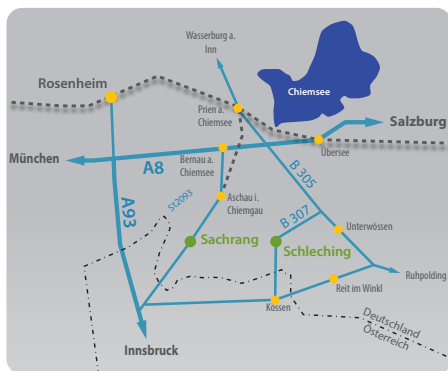 Wasserburg a.
Inn
Chiemsee
Rosenheim
Prien a.
Chiemsee
Salzburg
München
A8
Bernau a.
Chiemsee
Übersee
B 305
St2093
Aschau i.
Chiemgau
A93
B 307
Sachrang
Schleching
Unterwössen
Ruhpolding
Reit im Winkl
Kössen
Deutschland
Österreich
Innsbruck